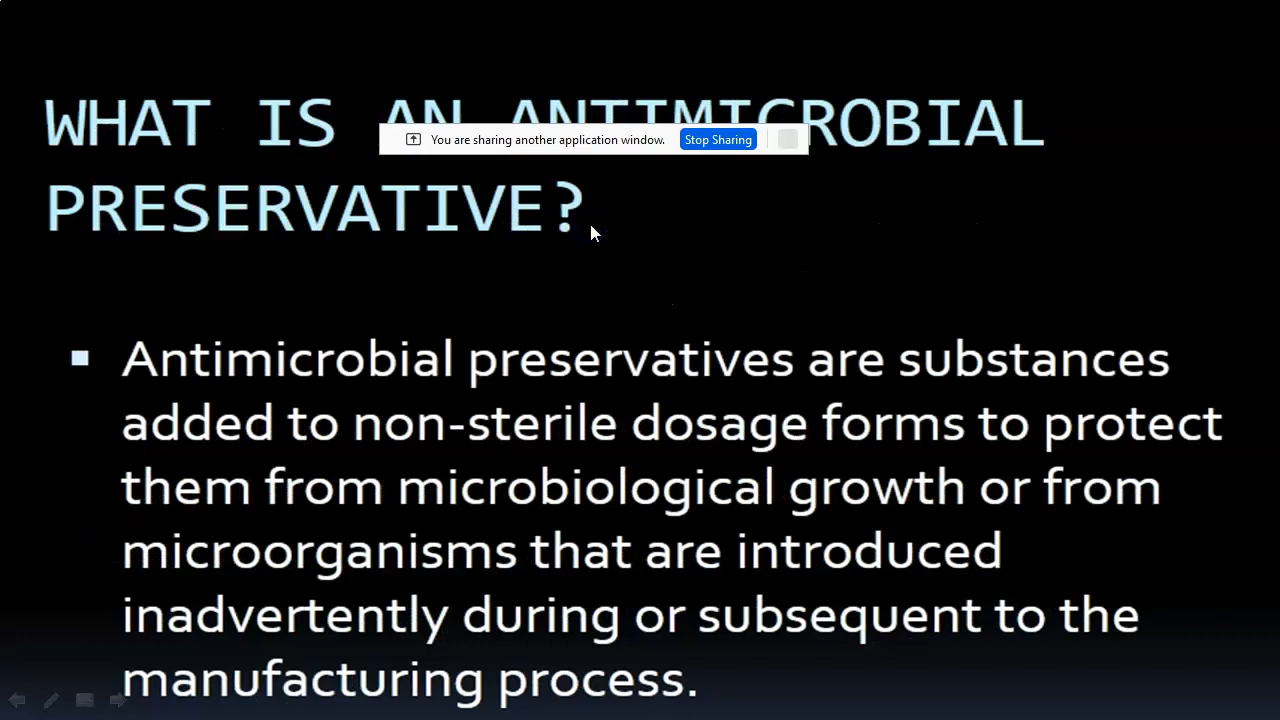 WHAT IS AN ANTIMICROBIAL
You are sharing another application window. Stop Sharing
PRESERVATIVE?
▪ Antimicrobial preservatives are substances
added to non-sterile dosage forms to protect
them from microbiological growth or from
microorganisms that are introduced
inadvertently during or subsequent to the
manufacturing process.